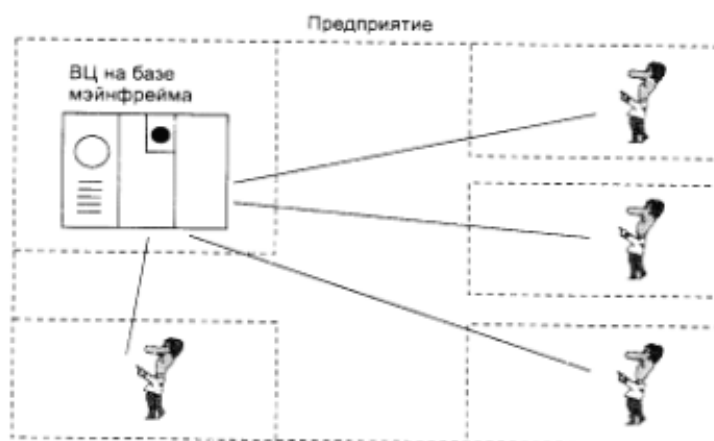 Предприятие
ВЦ на базе
мэйнфрейма